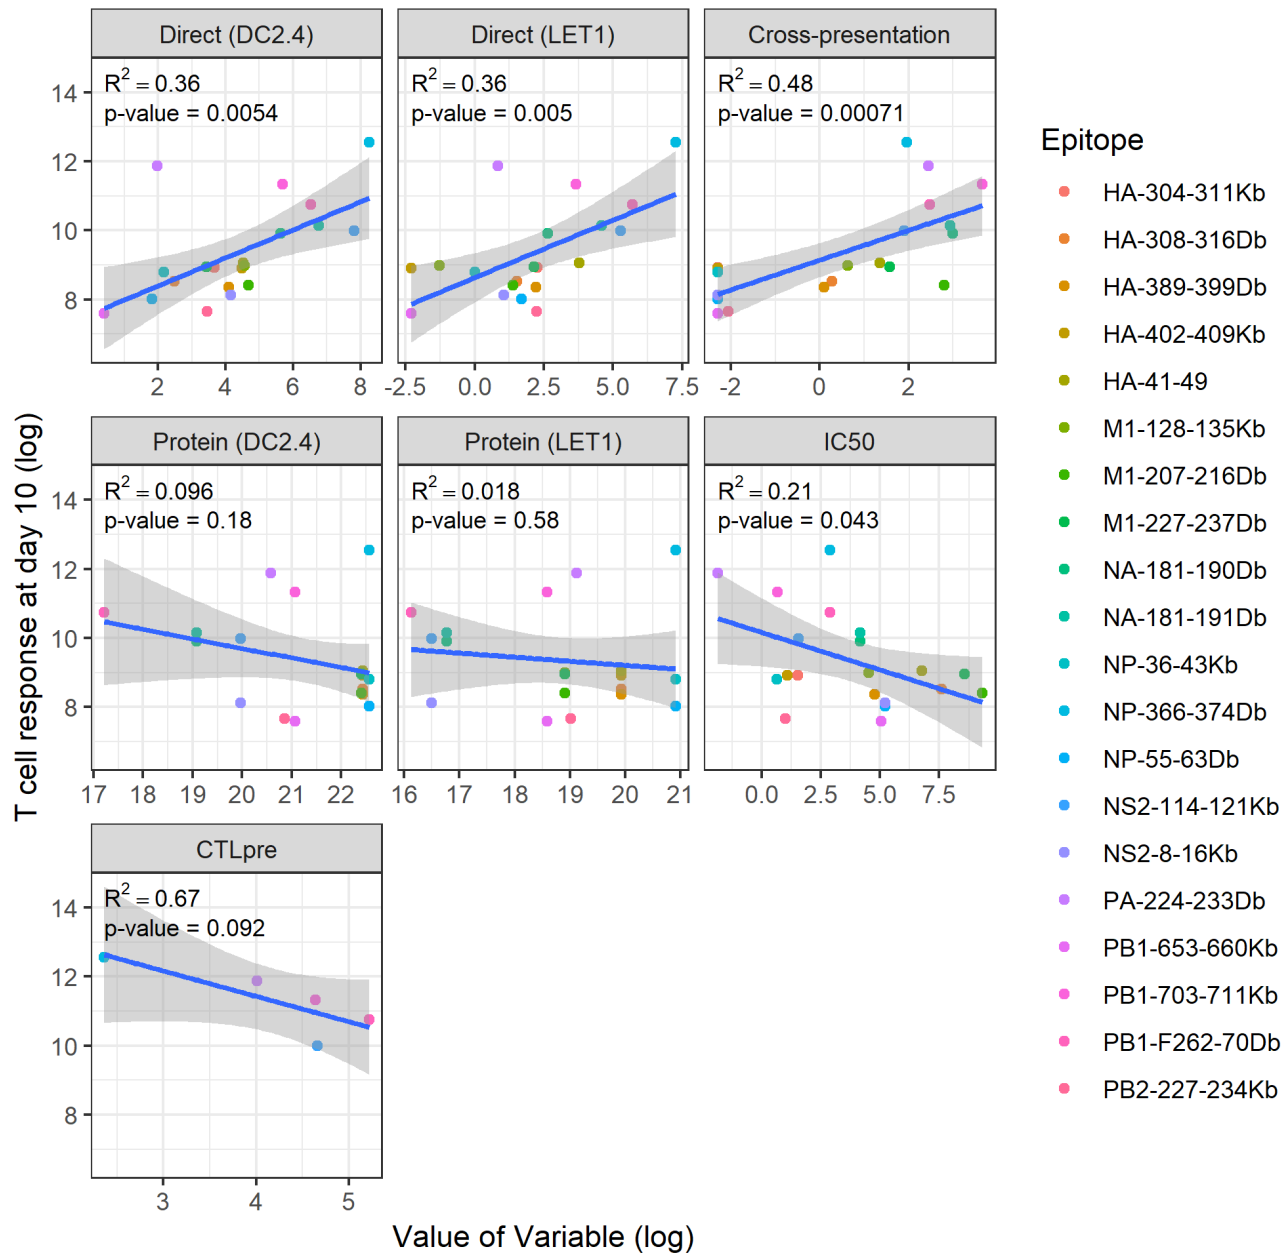 Direct (DC2.4)
Direct (LET1)
Cross-presentation
R² = 0.36
p-value = 0.0054
R² = 0.36
p-value = 0.005
R² = 0.48
p-value = 0.00071
14
12
10
8
2 4 6 8
-2.5 0.0 2.5 5.0 7.5
-2 0 2
Protein (DC2.4)
Protein (LET1)
IC50
R² = 0.096
p-value = 0.18
R² = 0.018
p-value = 0.58
R² = 0.21
p-value = 0.043
14
12
10
8
17 18 19 20 21 22
16 17 18 19 20 21
0.0 2.5 5.0 7.5
CTLpre
R² = 0.67
p-value = 0.092
14
12
10
8
3 4 5
T cell response at day 10 (log)
Value of Variable (log)
Epitope
HA-304-311Kb
HA-308-316Db
HA-389-399Db
HA-402-409Kb
HA-41-49
M1-128-135Kb
M1-207-216Db
M1-227-237Db
NA-181-190Db
NA-181-191Db
NP-36-43Kb
NP-366-374Db
NP-55-63Db
NS2-114-121Kb
NS2-8-16Kb
PA-224-233Db
PB1-653-660Kb
PB1-703-711Kb
PB1-F262-70Db
PB2-227-234Kb